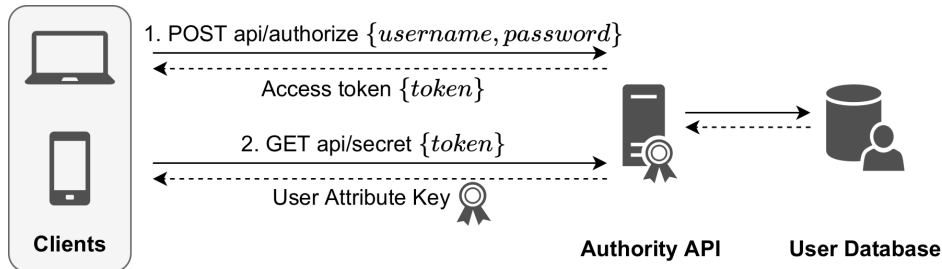 1. POST api/authorize {username, password}
Access token {token}
2. GET api/secret {token}
User Attribute Key
Clients
Authority API
User Database